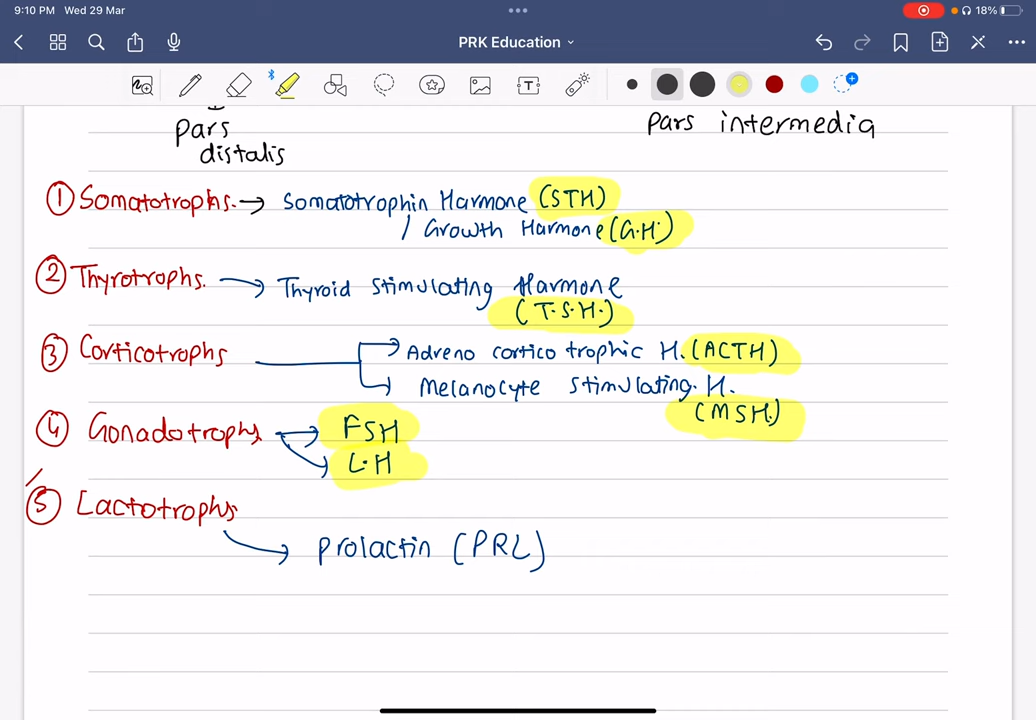 9:10 PM Wed 29 Mar
18%
PRK Education
pars distalis
pars intermedia
① Somatotrophs. → Somatotrophin Harmone (STH)
/ Growth Harmone (G.H.)
② Thyrotrophs. → Thyroid Stimulating Harmone
(T.S.H.)
③ Corticotrophs → Adreno cortico trophic H. (ACTH)
→ Melanocyte Stimulating. H.
(MSH.)
④ Gonadotrophs → FSH
→ L.H
⑤ Lactotrophs.
→ Prolactin (PRL)